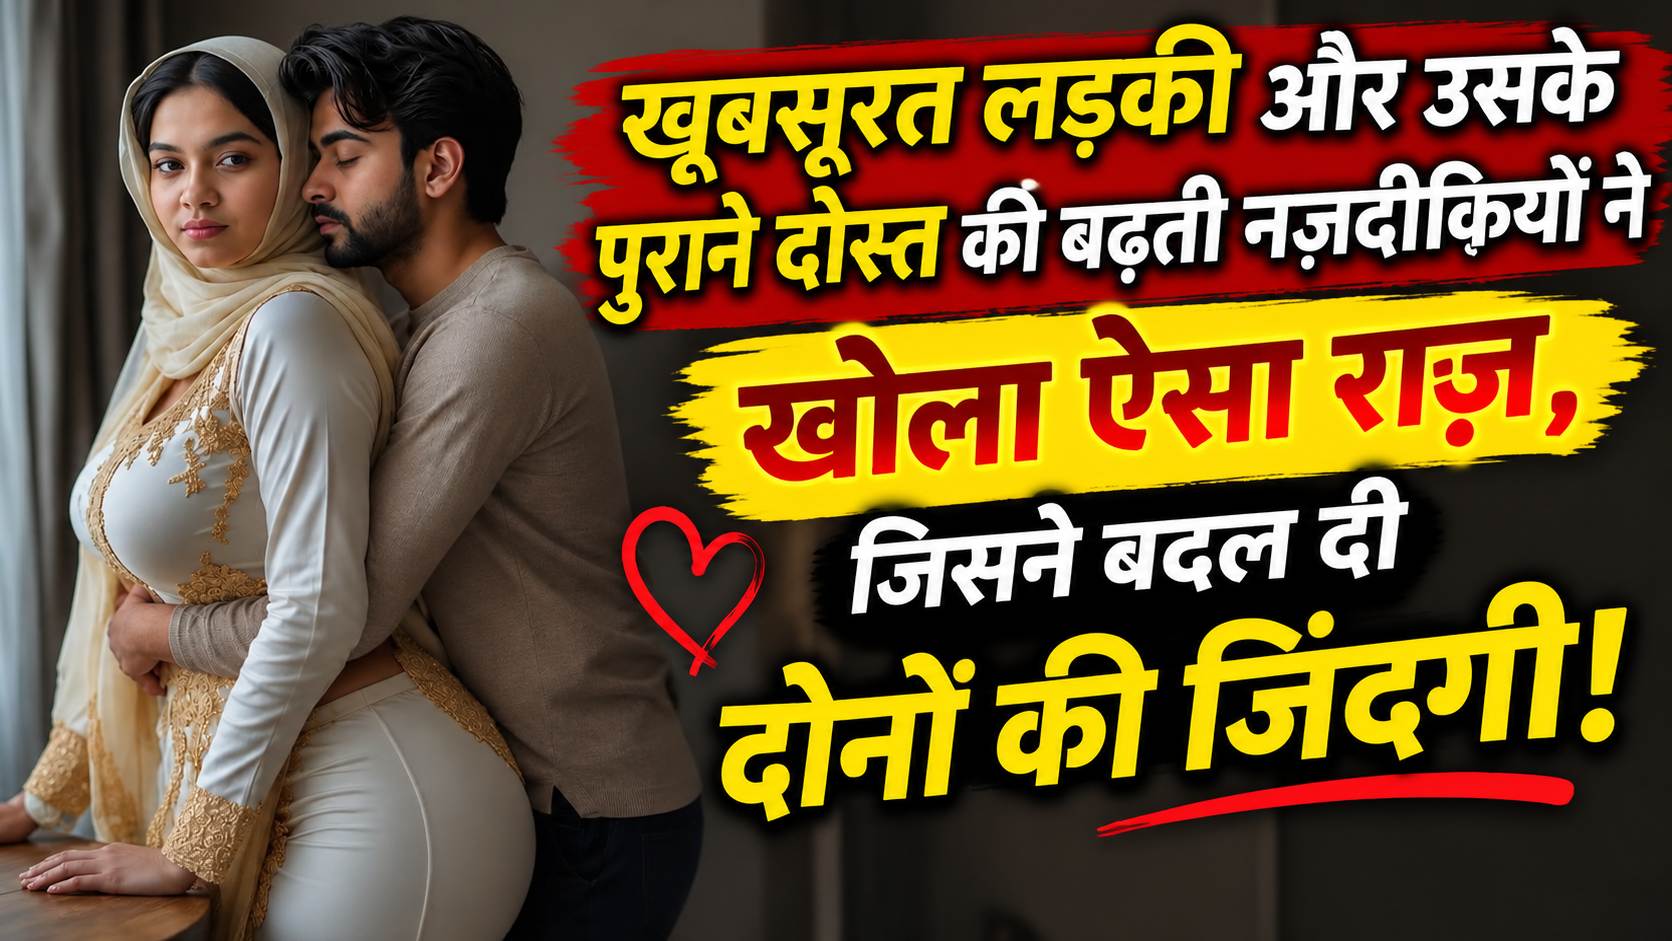 खूबसूरत लड़की और उसके
पुराने दोस्त की बढ़ती नज़दीक़ियों ने
खोला ऐसा राज़,
जिसने बदल दी
दोनों की जिंदगी!